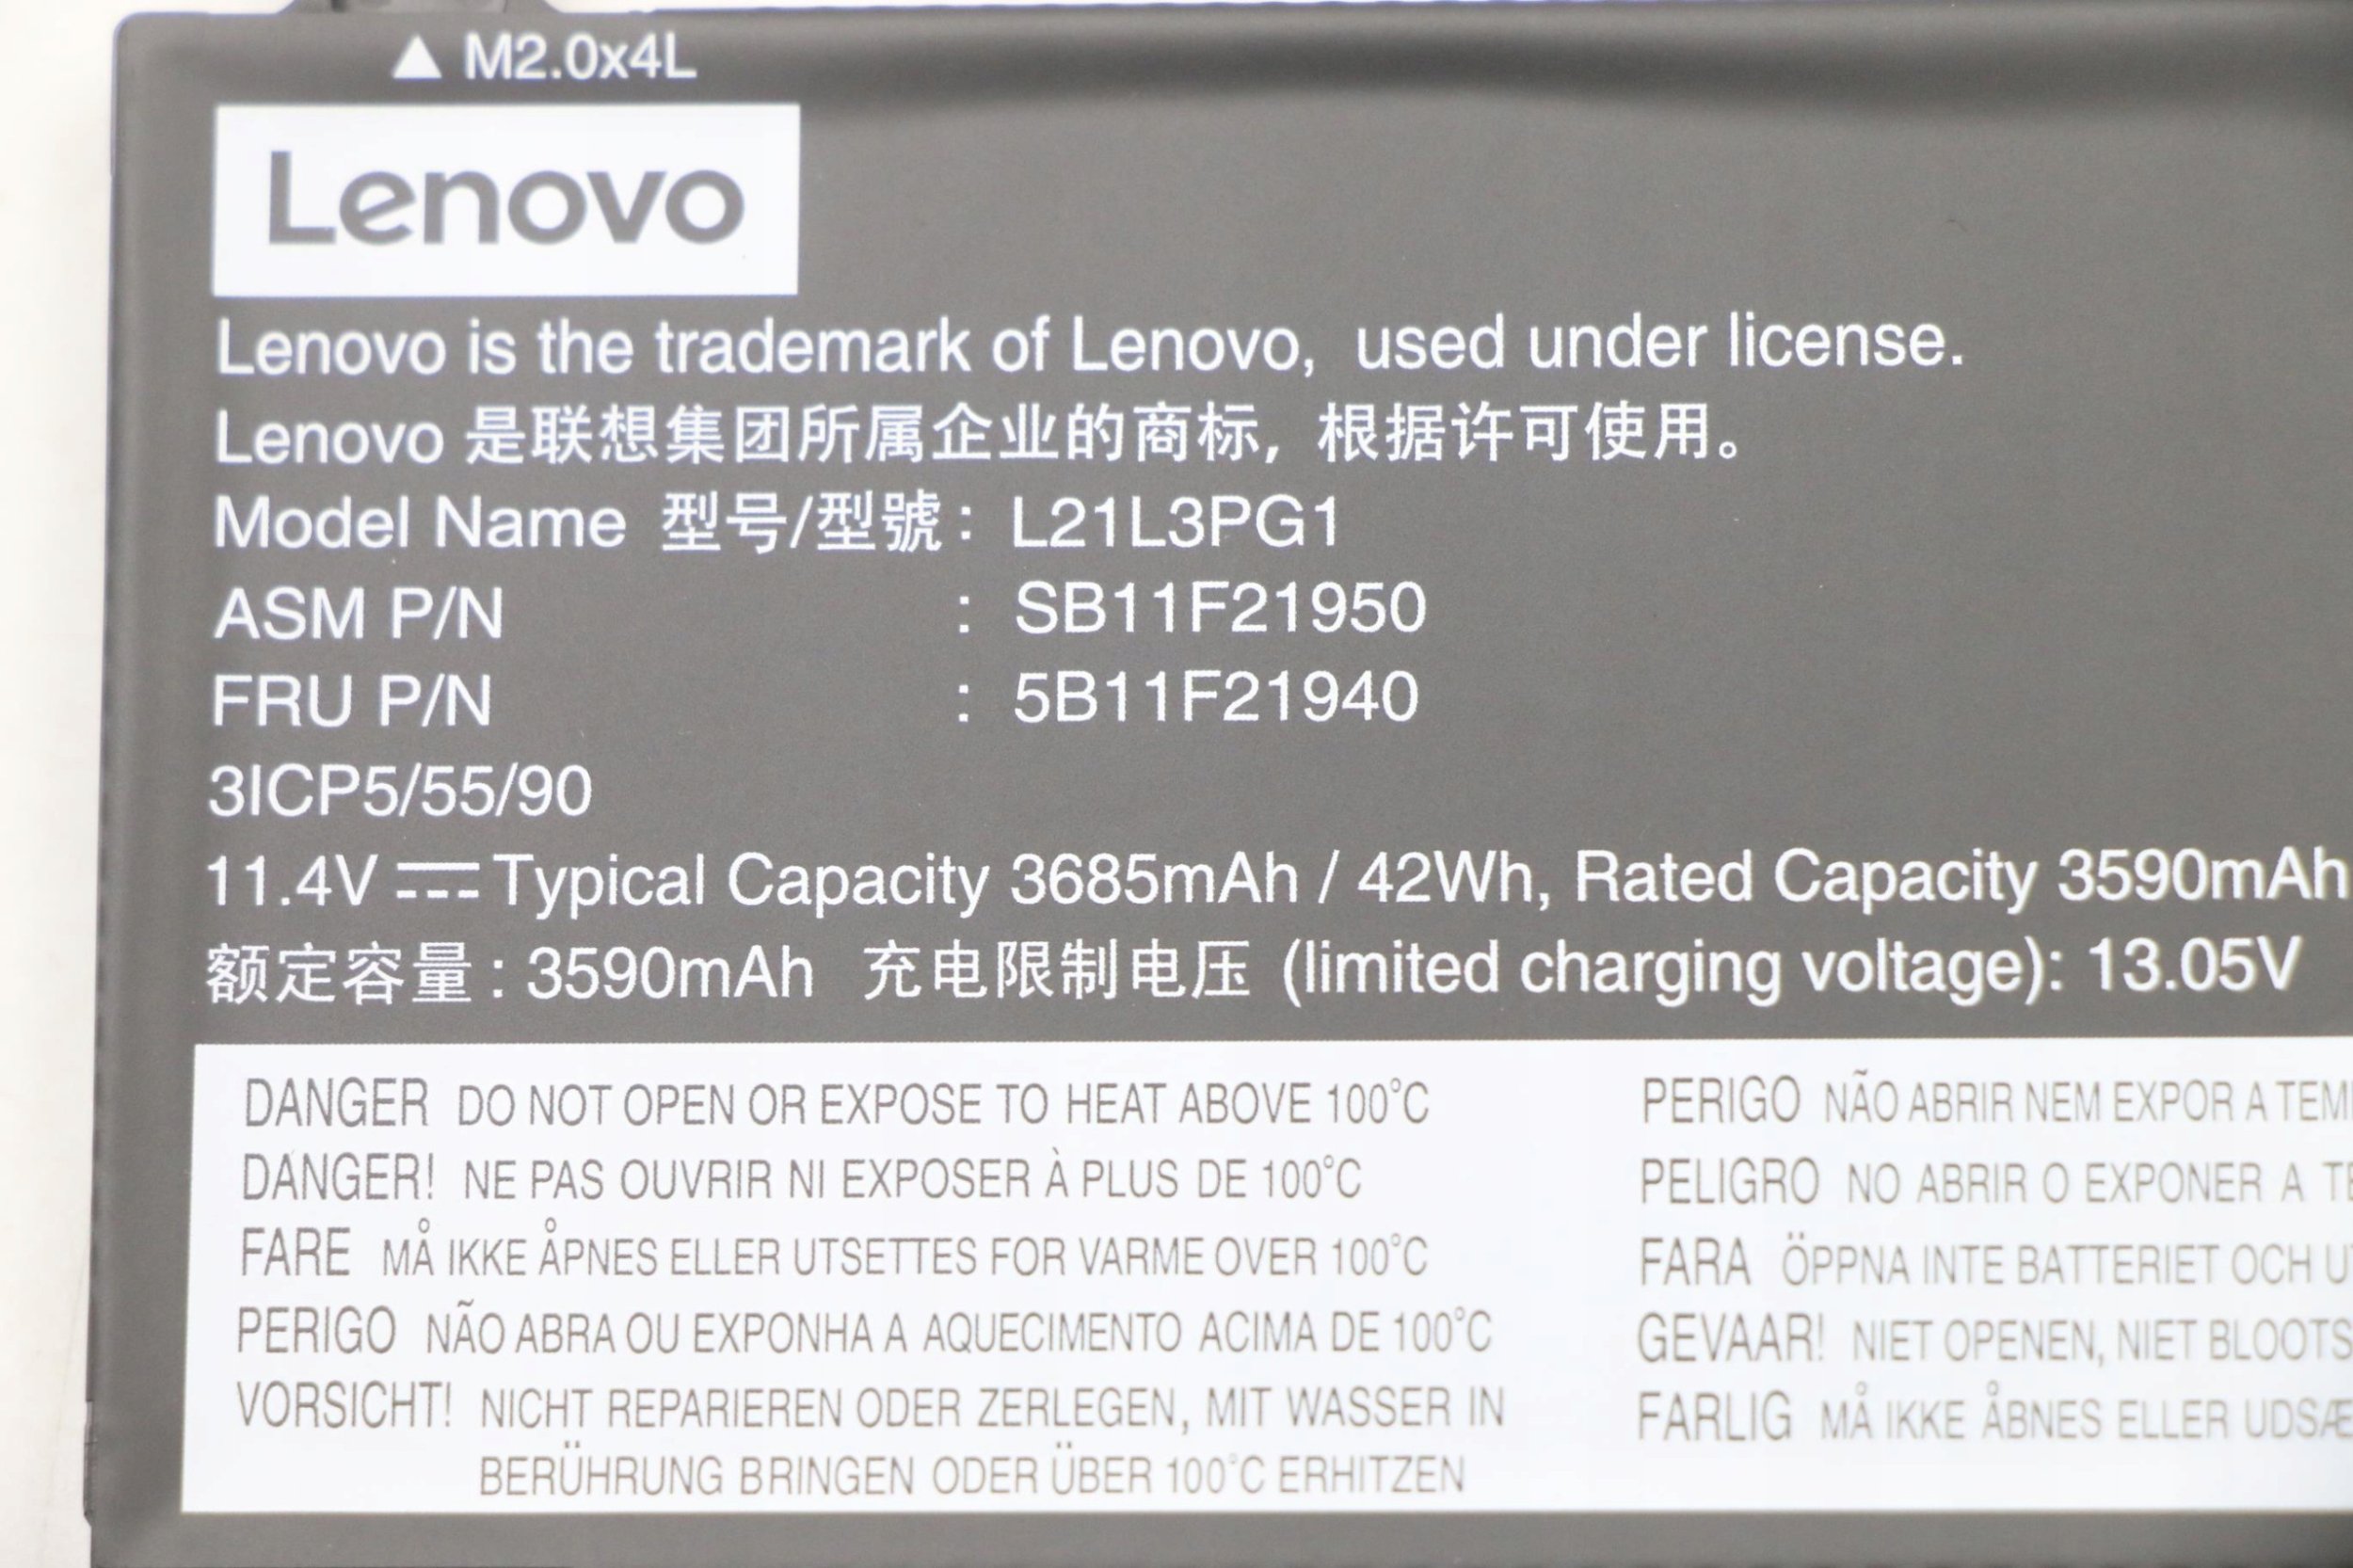 ▲ M2.0x4L
Lenovo
Lenovo is the trademark of Lenovo, used under license.
Lenovo 是联想集团所属企业的商标, 根据许可使用。
Model Name 型号/型號: L21L3PG1
ASM P/N : SB11F21950
FRU P/N : 5B11F21940
3ICP5/55/90
11.4V ⎓ Typical Capacity 3685mAh / 42Wh, Rated Capacity 3590mAh
额定容量: 3590mAh 充电限制电压 (limited charging voltage): 13.05V
DANGER DO NOT OPEN OR EXPOSE TO HEAT ABOVE 100°C
DANGER! NE PAS OUVRIR NI EXPOSER À PLUS DE 100°C
FARE MÅ IKKE ÅPNES ELLER UTSETTES FOR VARME OVER 100°C
PERIGO NÃO ABRA OU EXPONHA A AQUECIMENTO ACIMA DE 100°C
VORSICHT! NICHT REPARIEREN ODER ZERLEGEN, MIT WASSER IN
BERÜHRUNG BRINGEN ODER ÜBER 100°C ERHITZEN
PERIGO NÃO ABRIR NEM EXPOR A
PELIGRO NO ABRIR O EXPONER A
FARA ÖPPNA INTE BATTERIET OCH
GEVAAR! NIET OPENEN, NIET
FARLIG MÅ IKKE ÅBNES ELLER